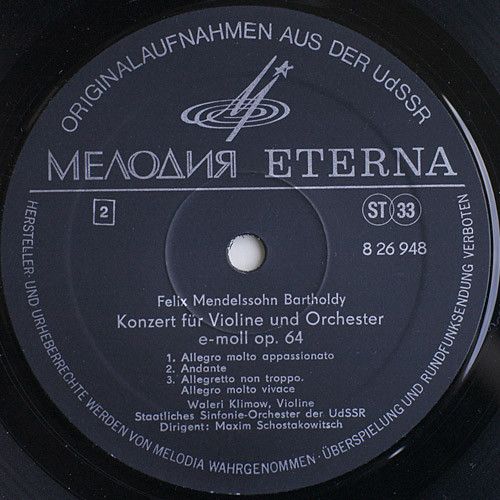 ORIGINALAUFNAHMEN AUS DER UdSSR
МЕЛОДИЯ ETERNA
2
ST 33
8 26 948
Felix Mendelssohn Bartholdy
Konzert für Violine und Orchester
e-moll op. 64
1. Allegro molto appassionato
2. Andante
3. Allegretto non troppo.
Allegro molto vivace
Waleri Klimow, Violine
Staatliches Sinfonie-Orchester der UdSSR
Dirigent: Maxim Schostakowitsch
HERSTELLER- UND URHEBERRECHTE WERDEN VON MELODIA WAHRGENOMMEN · ÜBERSPIELUNG UND RUNDFUNKSENDUNG VERBOTEN